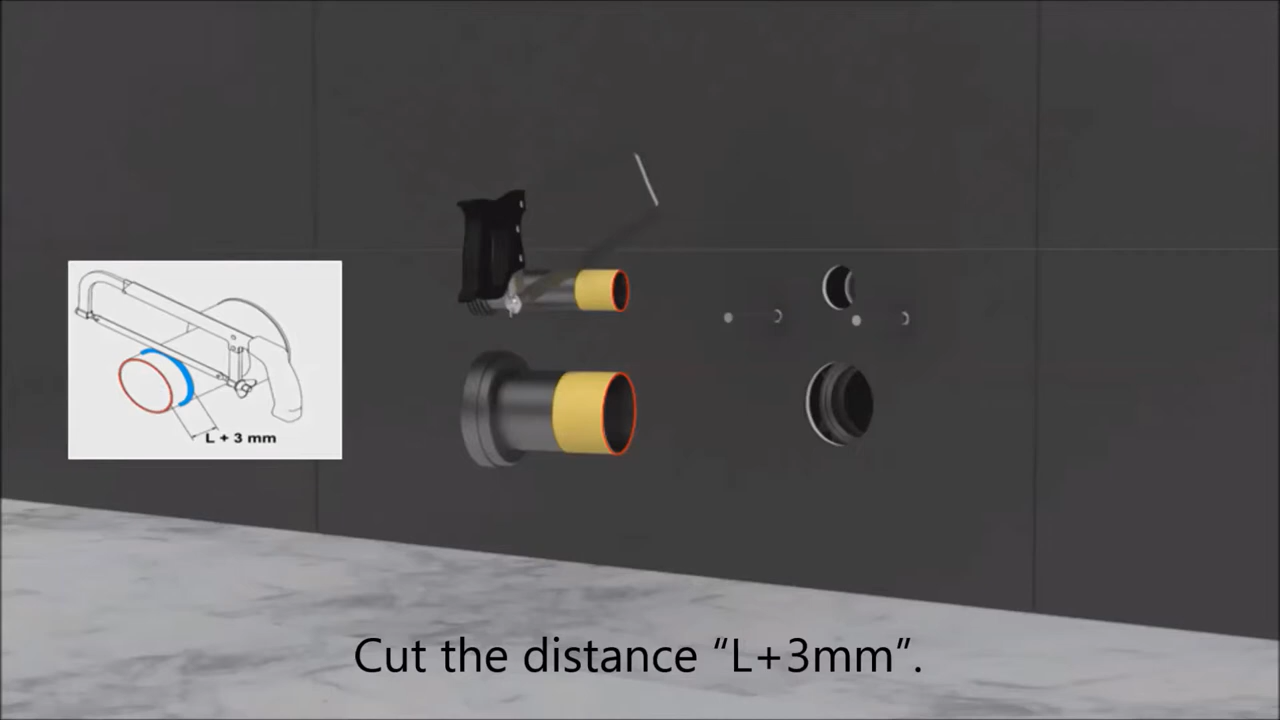 L + 3 mm
Cut the distance “L+3mm”.